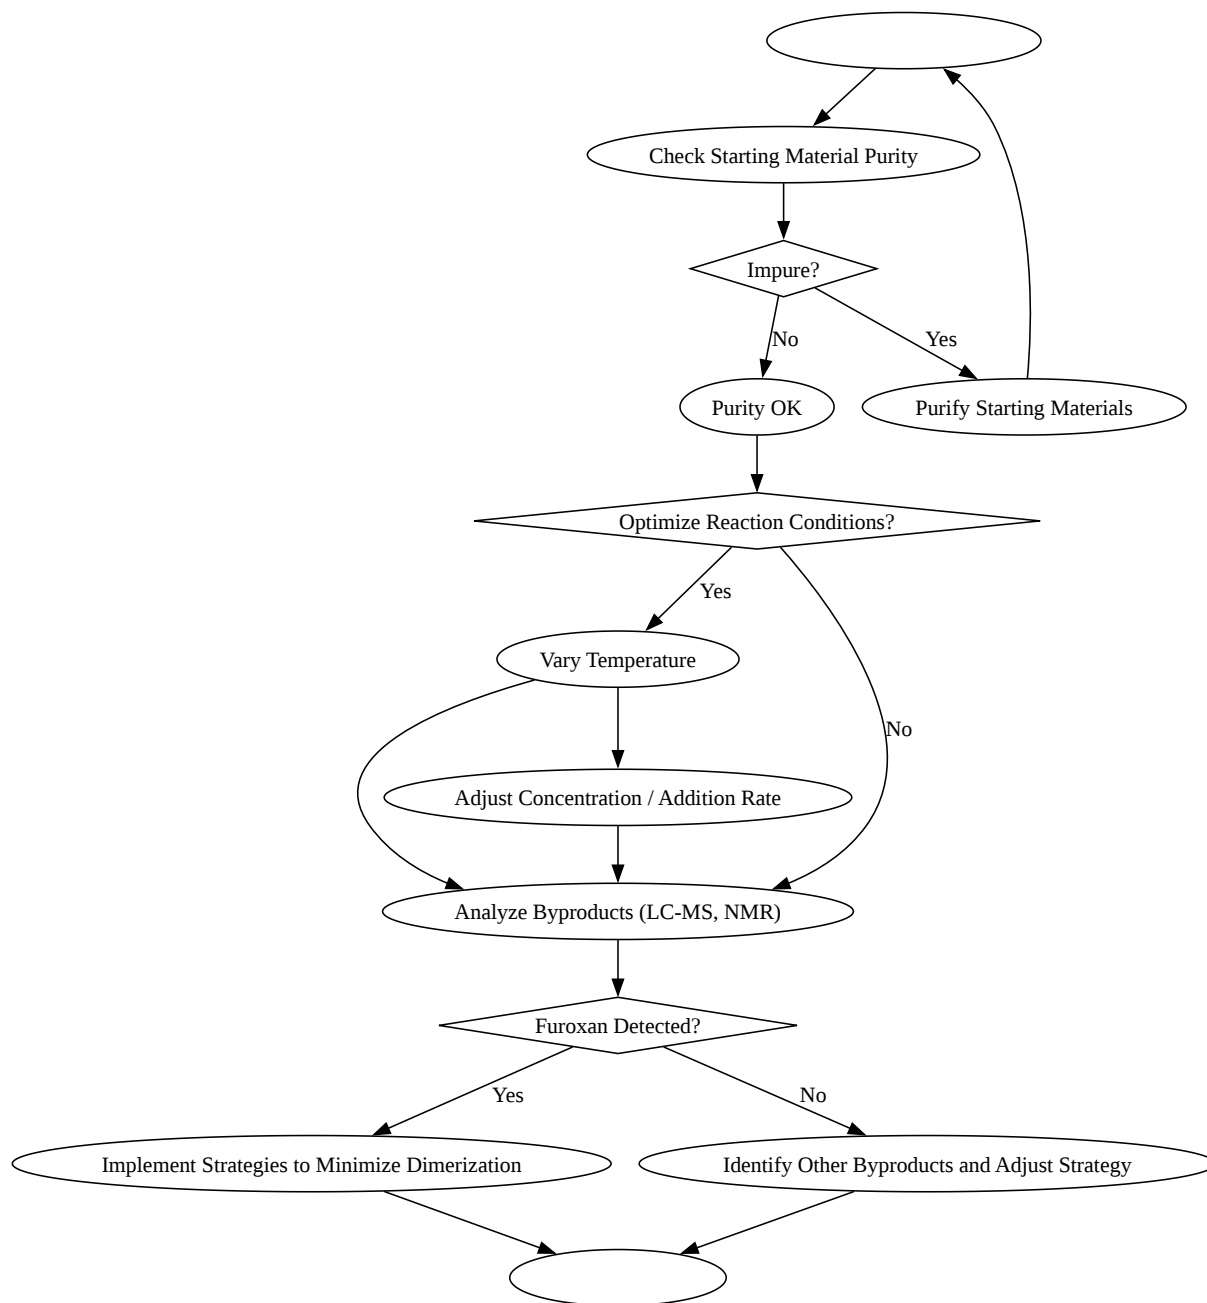 Check Starting Material Purity
Impure?
No
Yes
Purity OK
Purify Starting Materials
Optimize Reaction Conditions?
Yes
Vary Temperature
No
Adjust Concentration / Addition Rate
Analyze Byproducts (LC-MS, NMR)
Furoxan Detected?
Yes
No
Implement Strategies to Minimize Dimerization
Identify Other Byproducts and Adjust Strategy